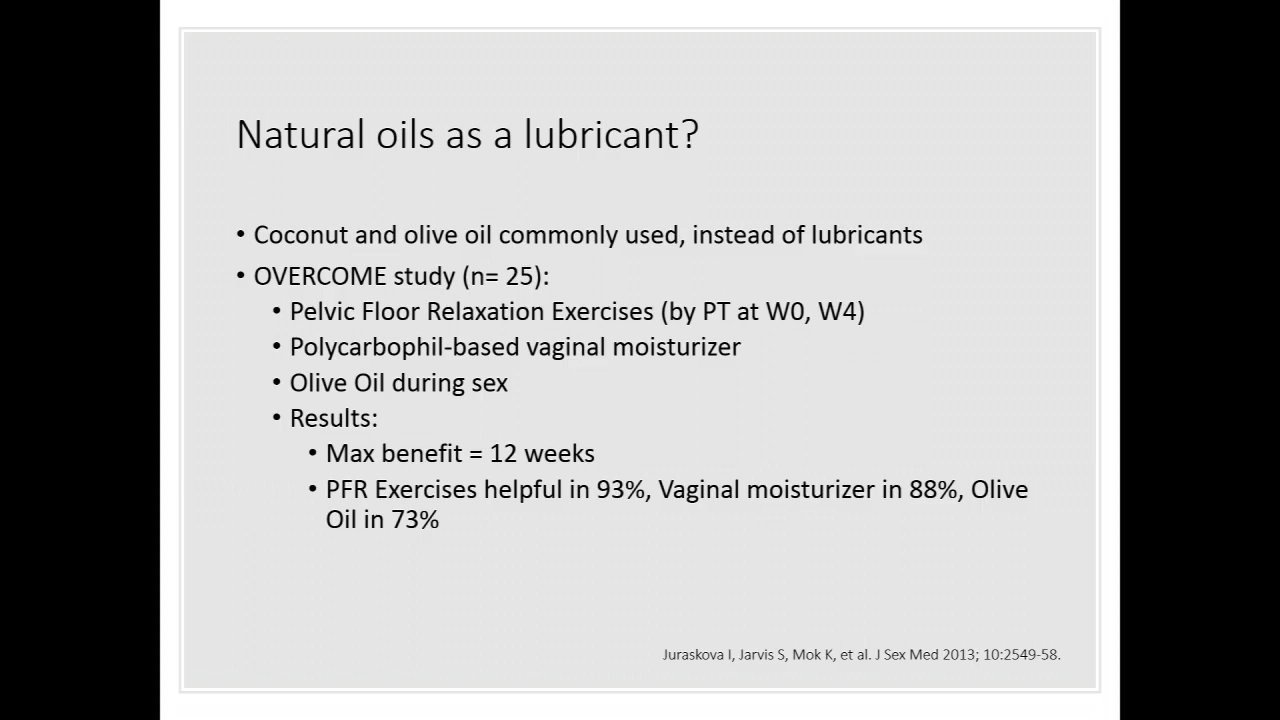 Natural oils as a lubricant?
• Coconut and olive oil commonly used, instead of lubricants
• OVERCOME study (n= 25):
• Pelvic Floor Relaxation Exercises (by PT at W0, W4)
• Polycarbophil-based vaginal moisturizer
• Olive Oil during sex
• Results:
• Max benefit = 12 weeks
• PFR Exercises helpful in 93%, Vaginal moisturizer in 88%, Olive
Oil in 73%
Juraskova I, Jarvis S, Mok K, et al. J Sex Med 2013; 10:2549-58.